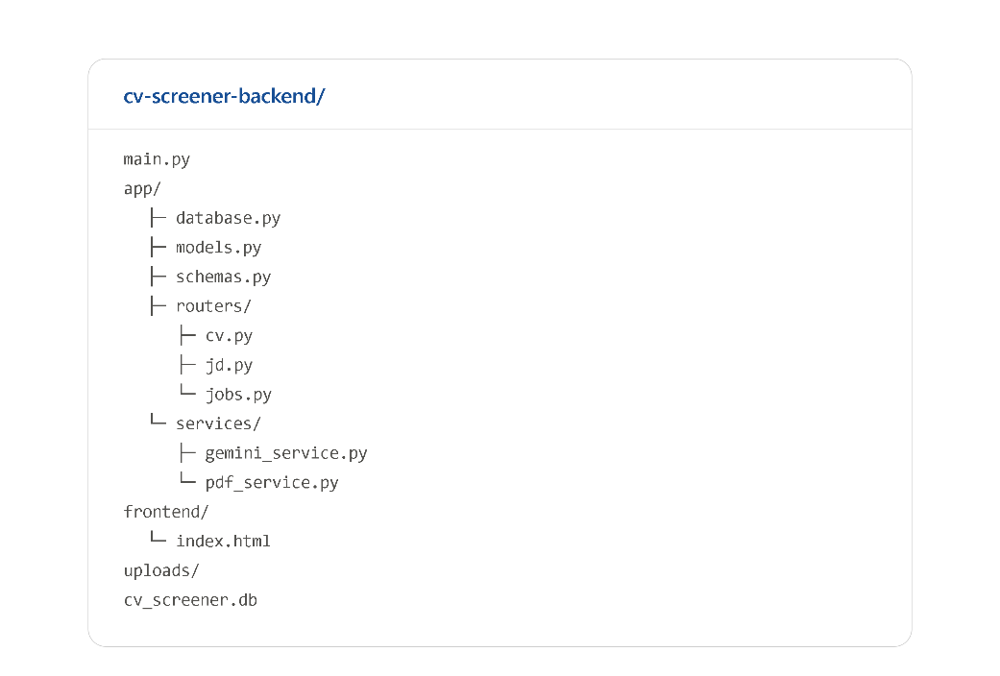 cv-screener-backend/
main.py
app/
├─ database.py
├─ models.py
├─ schemas.py
├─ routers/
├─ cv.py
├─ jd.py
└─ jobs.py
└─ services/
├─ gemini_service.py
└─ pdf_service.py
frontend/
└─ index.html
uploads/
cv_screener.db